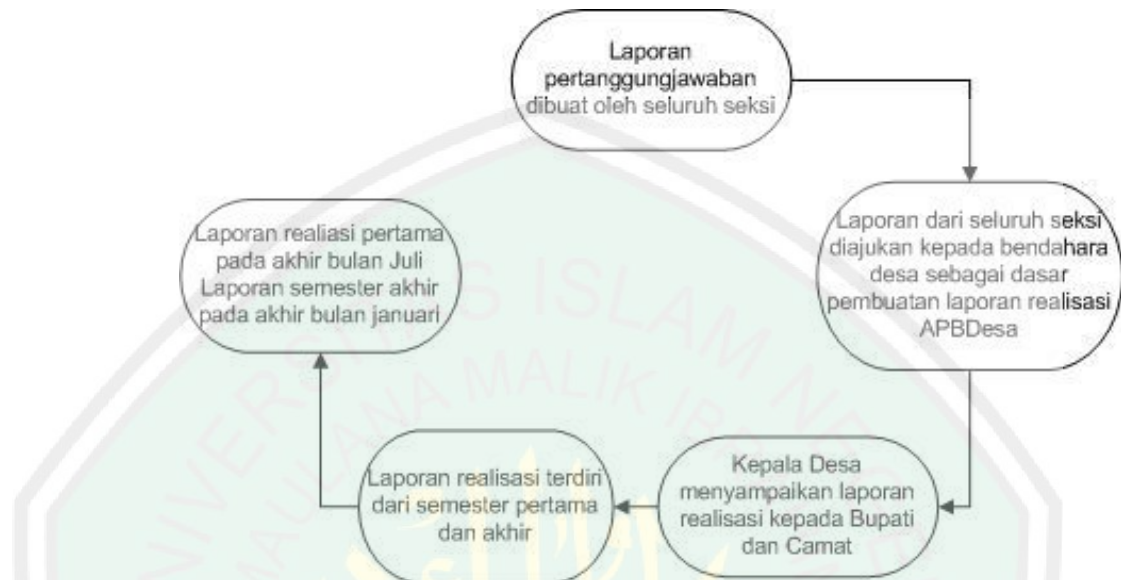 Laporan
pertanggungjawaban
dibuat oleh seluruh seksi
Laporan dari seluruh seksi
diajukan kepada bendahara
desa sebagai dasar
pembuatan laporan realisasi
APBDesa
Kepala Desa
menyampaikan laporan
realisasi kepada Bupati
dan Camat
Laporan realisasi terdiri
dari semester pertama
dan akhir
Laporan realiasi pertama
pada akhir bulan Juli
Laporan semester akhir
pada akhir bulan januari
ISLAM
MALIK